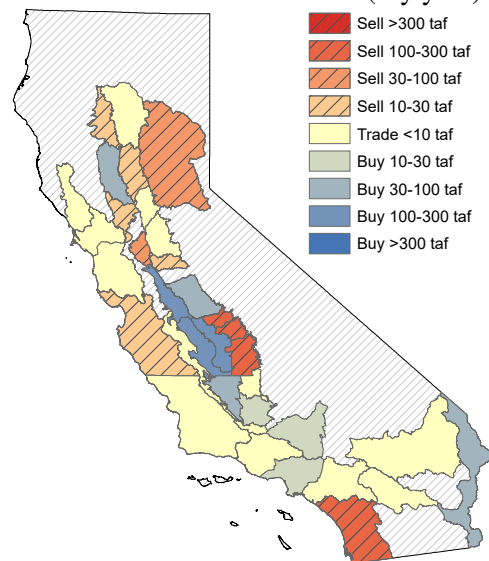 Sell >300 taf
Sell 100-300 taf
Sell 30-100 taf
Sell 10-30 taf
Trade <10 taf
Buy 10-30 taf
Buy 30-100 taf
Buy 100-300 taf
Buy >300 taf